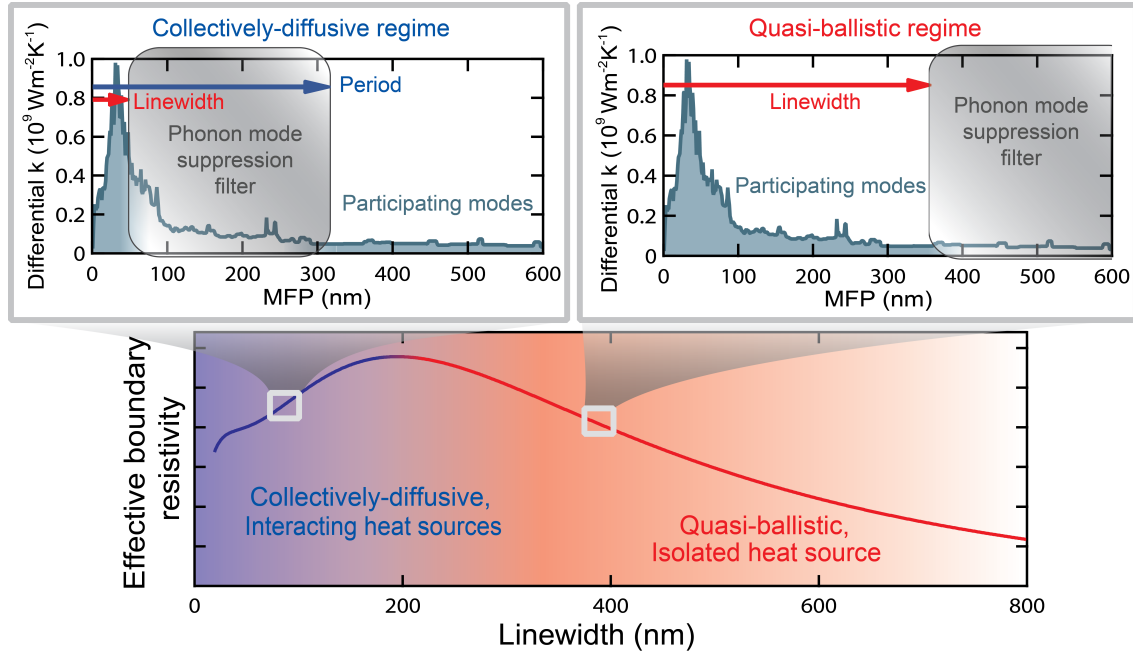 Collectively-diffusive regime
Differential k (10⁹ Wm⁻²K⁻¹)
1.0
0.8
0.6
0.4
0.2
0
Period
Linewidth
Phonon mode
suppression
filter
Participating modes
0 100 200 300 400 500 600
MFP (nm)
Quasi-ballistic regime
Differential k (10⁹ Wm⁻²K⁻¹)
1.0
0.8
0.6
0.4
0.2
0
Linewidth
Phonon mode
suppression
filter
Participating modes
0 100 200 300 400 500 600
MFP (nm)
Effective boundary
resistivity
Collectively-diffusive,
Interacting heat sources
Quasi-ballistic,
Isolated heat source
0 200 400 600 800
Linewidth (nm)